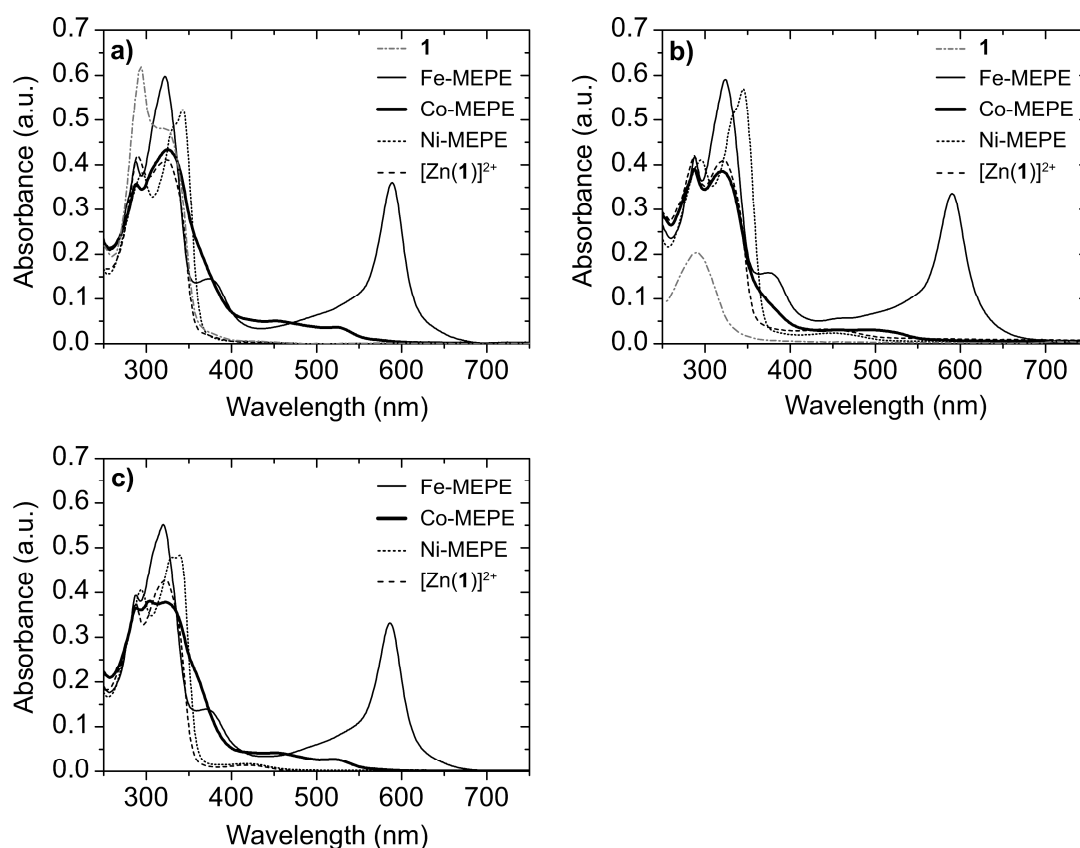 a)
1
Fe-MEPE
Co-MEPE
Ni-MEPE
[Zn(1)]²⁺
0.7
0.6
0.5
0.4
0.3
0.2
0.1
0.0
Absorbance (a.u.)
300 400 500 600 700
Wavelength (nm)
b)
1
Fe-MEPE
Co-MEPE
Ni-MEPE
[Zn(1)]²⁺
0.7
0.6
0.5
0.4
0.3
0.2
0.1
0.0
Absorbance (a.u.)
300 400 500 600 700
Wavelength (nm)
c)
Fe-MEPE
Co-MEPE
Ni-MEPE
[Zn(1)]²⁺
0.7
0.6
0.5
0.4
0.3
0.2
0.1
0.0
Absorbance (a.u.)
300 400 500 600 700
Wavelength (nm)